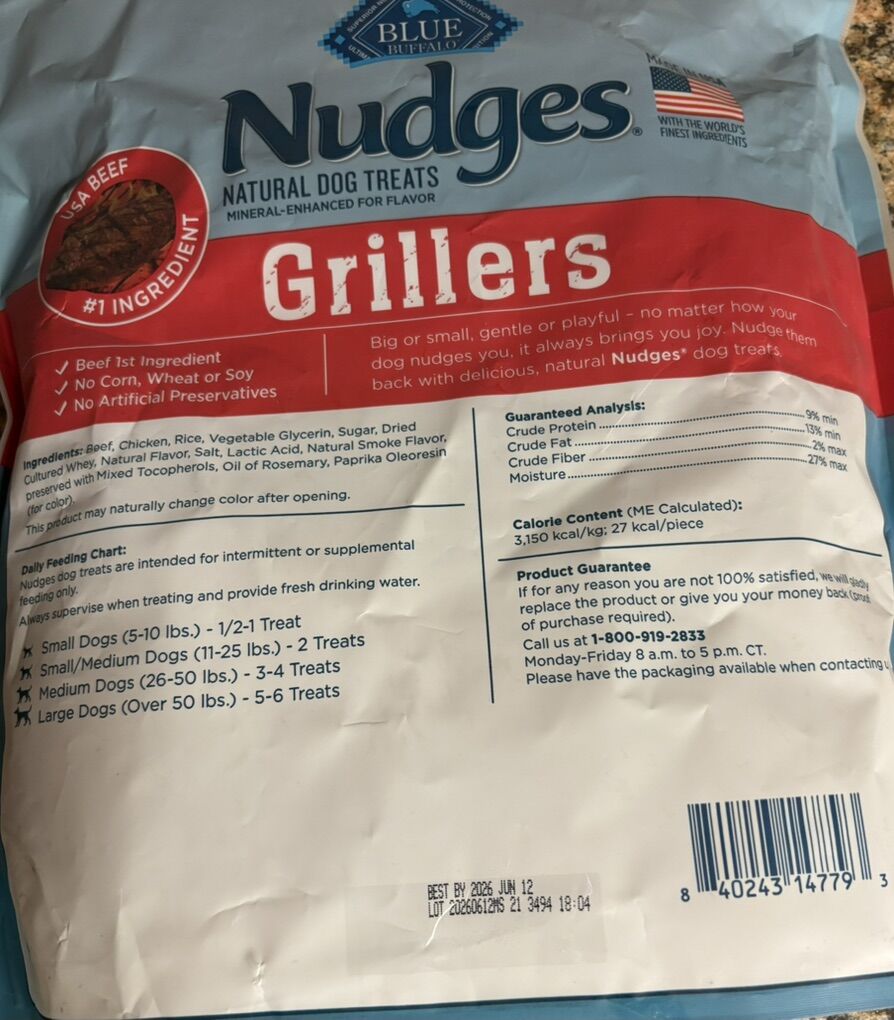 BLUE
BUFFALO
Nudges®
MADE IN USA
WITH THE WORLD'S
FINEST INGREDIENTS
NATURAL DOG TREATS
MINERAL-ENHANCED FOR FLAVOR
USA BEEF
#1 INGREDIENT
Grillers
✓ Beef 1st Ingredient
✓ No Corn, Wheat or Soy
✓ No Artificial Preservatives
Big or small, gentle or playful – no matter how your
dog nudges you, it always brings you joy. Nudge them
back with delicious, natural Nudges® dog treats.
Ingredients: Beef, Chicken, Rice, Vegetable Glycerin, Sugar, Dried
Cultured Whey, Natural Flavor, Salt, Lactic Acid, Natural Smoke Flavor,
preserved with Mixed Tocopherols, Oil of Rosemary, Paprika Oleoresin
(for color).
This product may naturally change color after opening.
Daily Feeding Chart:
Nudges dog treats are intended for intermittent or supplemental
feeding only.
Always supervise when treating and provide fresh drinking water.
Small Dogs (5-10 lbs.) - 1/2-1 Treat
Small/Medium Dogs (11-25 lbs.) - 2 Treats
Medium Dogs (26-50 lbs.) - 3-4 Treats
Large Dogs (Over 50 lbs.) - 5-6 Treats
Guaranteed Analysis:
Crude Protein 9% min
Crude Fat 13% min
Crude Fiber 2% max
Moisture 27% max
Calorie Content (ME Calculated):
3,150 kcal/kg; 27 kcal/piece
Product Guarantee
If for any reason you are not 100% satisfied, we will gladly
replace the product or give you your money back (proof
of purchase required).
Call us at 1-800-919-2833
Monday-Friday 8 a.m. to 5 p.m. CT.
Please have the packaging available when contacting
BEST BY 2026 JUN 12
LOT 20260612MS 21 3494 18:04
8 40243 14779 3